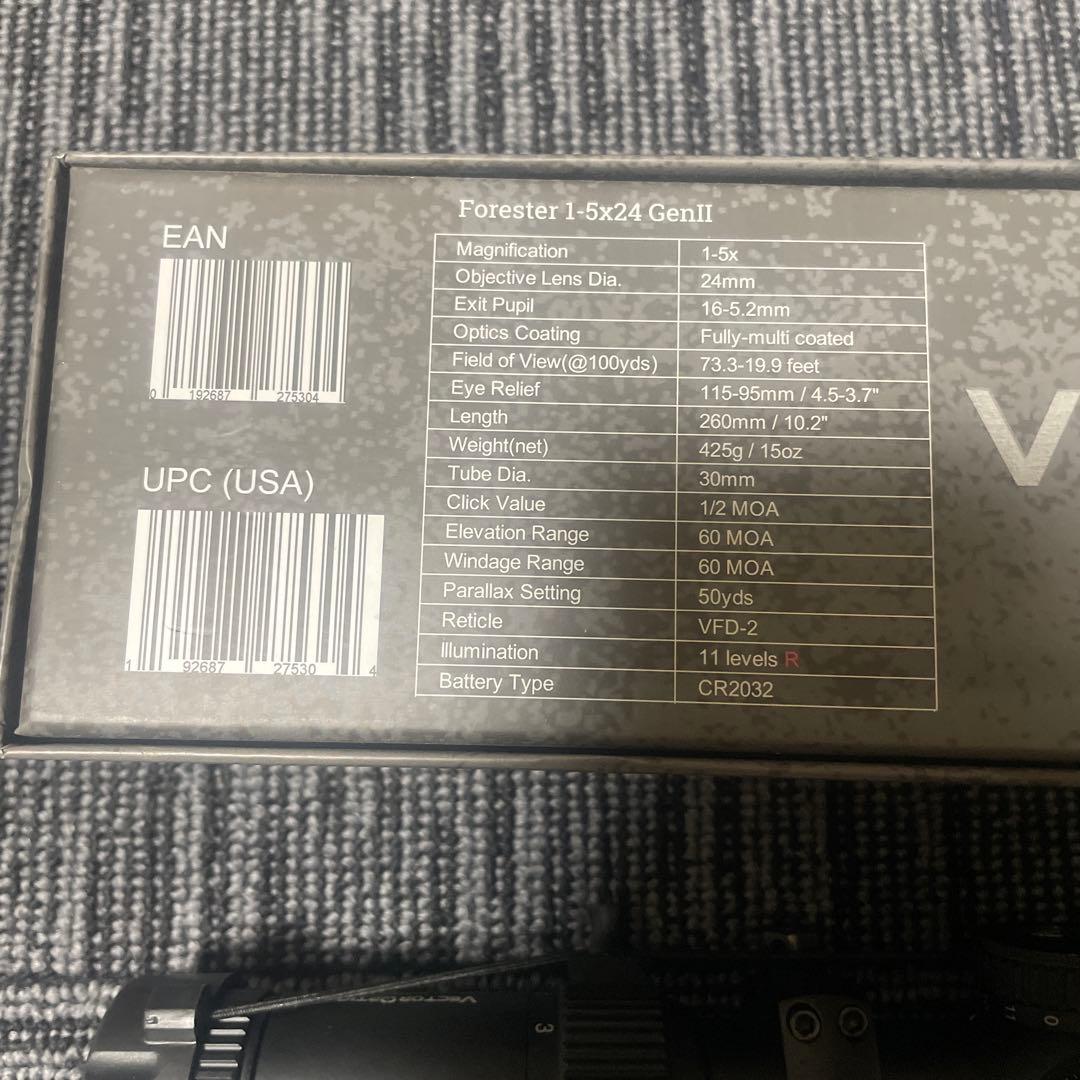 Forester 1-5x24 GenII
EAN
0 192687 275304
UPC (USA)
1 92687 27530 4
Magnification 1-5x
Objective Lens Dia. 24mm
Exit Pupil 16-5.2mm
Optics Coating Fully-multi coated
Field of View(@100yds) 73.3-19.9 feet
Eye Relief 115-95mm / 4.5-3.7"
Length 260mm / 10.2"
Weight(net) 425g / 15oz
Tube Dia. 30mm
Click Value 1/2 MOA
Elevation Range 60 MOA
Windage Range 60 MOA
Parallax Setting 50yds
Reticle VFD-2
Illumination 11 levels R
Battery Type CR2032
V
VECTOR
3
11 0